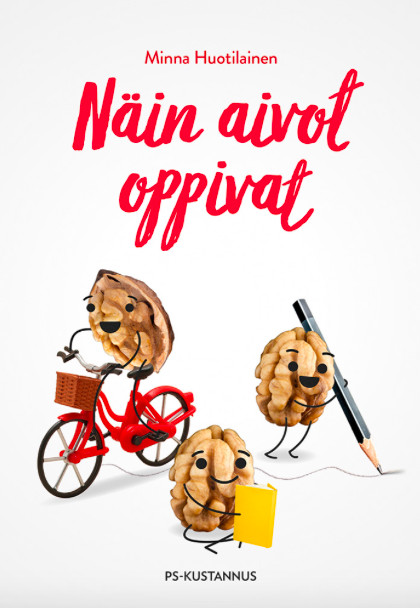 Minna Huotilainen
Näin aivot
oppivat
PS-KUSTANNUS